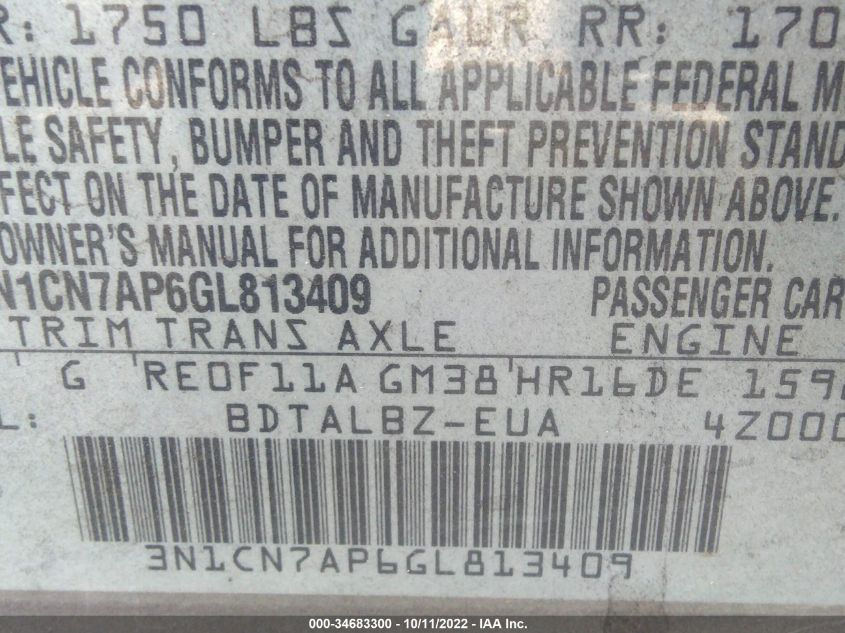 R: 1750 LBS GAWR RR: 170
EHICLE CONFORMS TO ALL APPLICABLE FEDERAL M
LE SAFETY, BUMPER AND THEFT PREVENTION STAND
FECT ON THE DATE OF MANUFACTURE SHOWN ABOVE.
OWNER'S MANUAL FOR ADDITIONAL INFORMATION.
N1CN7AP6GL813409 PASSENGER CAR
TRIM TRANS AXLE ENGINE
G RE0F11A GM38 HR16DE 159
L: BDTALBZ-EUA 4Z000
3N1CN7AP6GL813409
000-34683300 - 10/11/2022 - IAA Inc.